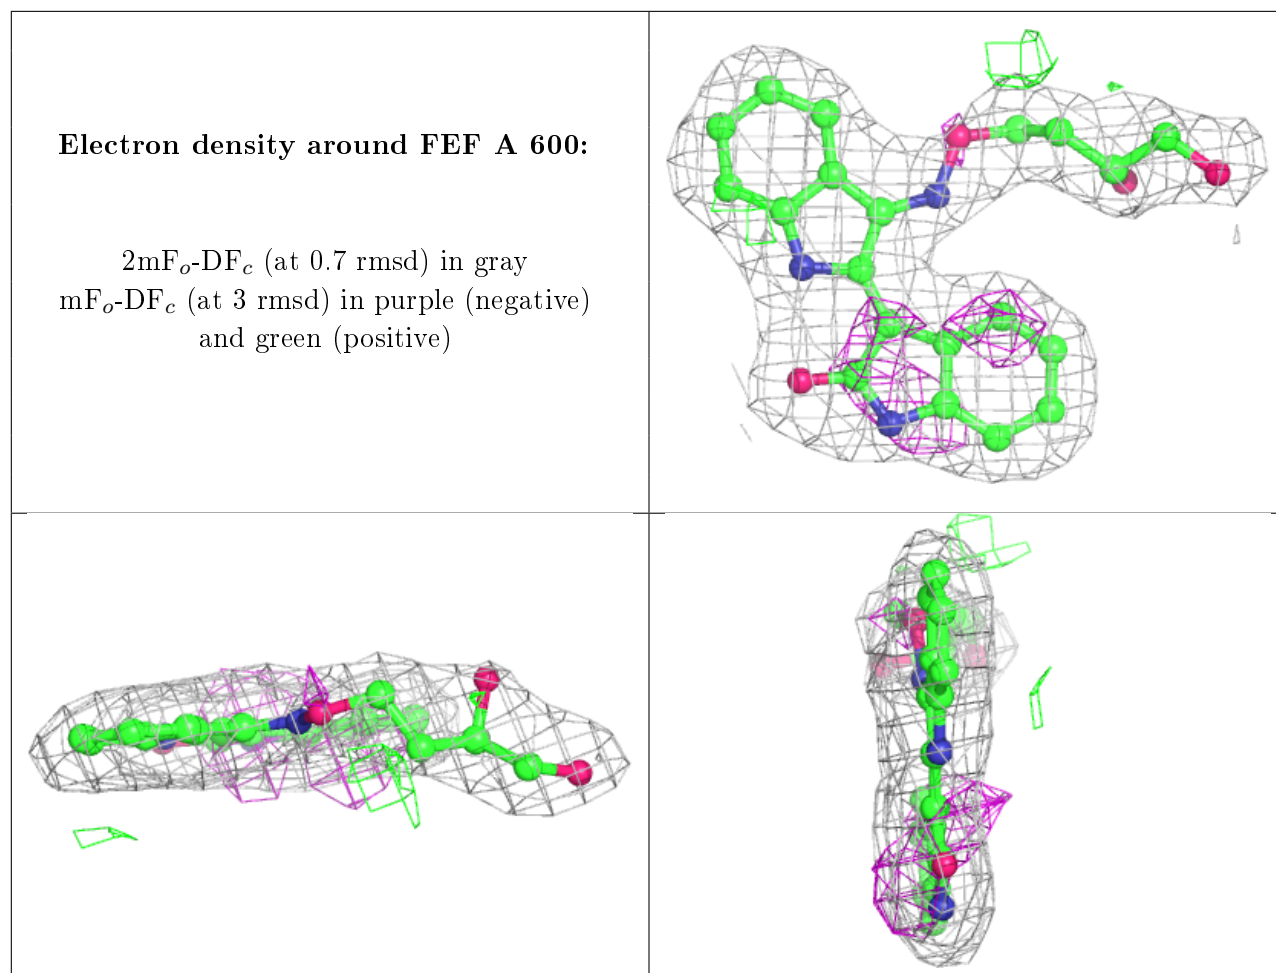 Electron density around FEF A 600:
2mFo-DFc (at 0.7 rmsd) in gray
mFo-DFc (at 3 rmsd) in purple (negative)
and green (positive)